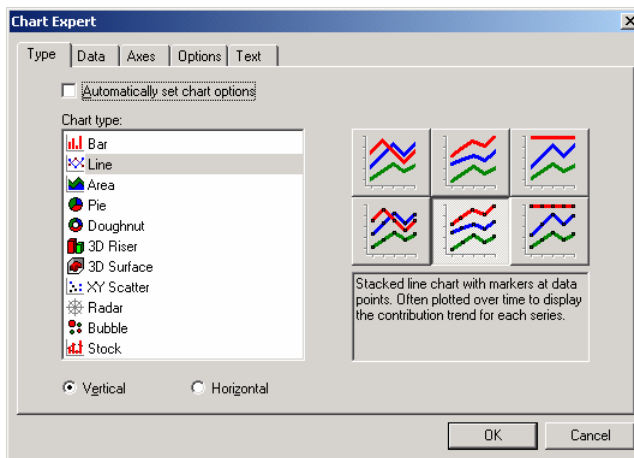 Chart Expert
Type Data Axes Options Text
Automatically set chart options
Chart type:
Bar
Line
Area
Pie
Doughnut
3D Riser
3D Surface
XY Scatter
Radar
Bubble
Stock
Stacked line chart with markers at data
points. Often plotted over time to display
the contribution trend for each series.
Vertical Horizontal
OK Cancel